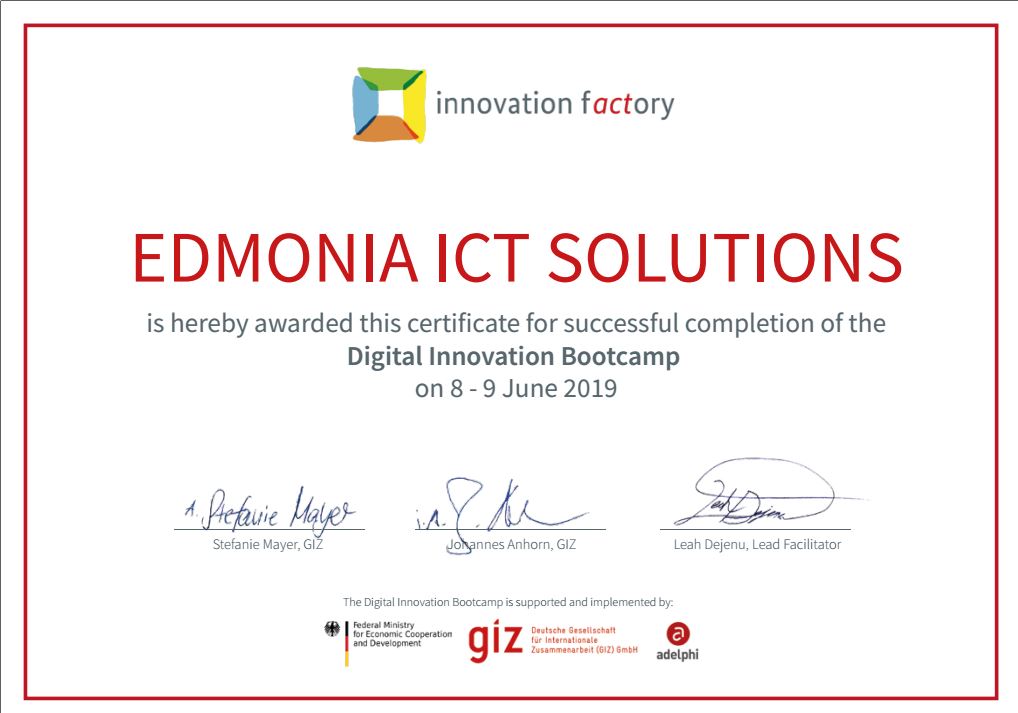 innovation factory
EDMONIA ICT SOLUTIONS
is hereby awarded this certificate for successful completion of the
Digital Innovation Bootcamp
on 8 - 9 June 2019
A. Stefanie Mayer
i.A.
Leah Dejenu
Stefanie Mayer, GIZ
Johannes Anhorn, GIZ
Leah Dejenu, Lead Facilitator
The Digital Innovation Bootcamp is supported and implemented by:
Federal Ministry
for Economic Cooperation
and Development
giz
Deutsche Gesellschaft
für Internationale
Zusammenarbeit (GIZ) GmbH
a
adelphi